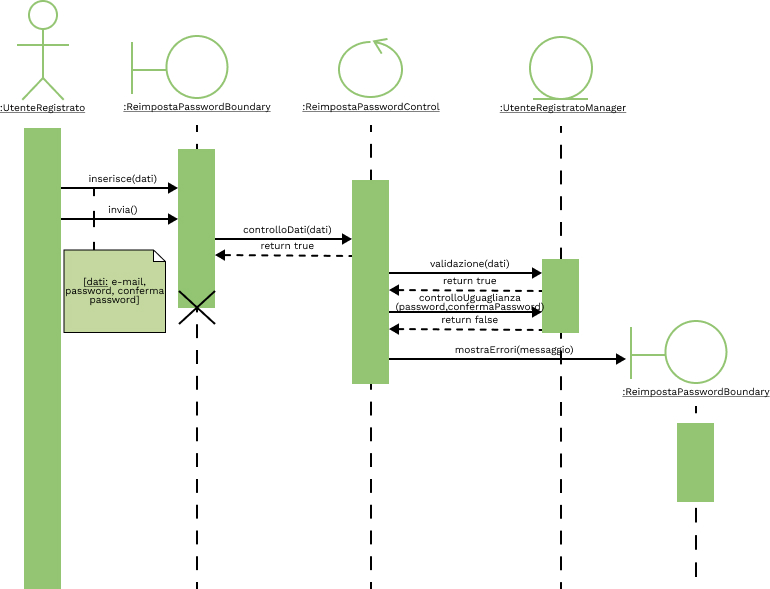 :UtenteRegistrato
:ReimpostaPasswordBoundary
:ReimpostaPasswordControl
:UtenteRegistratoManager
inserisce(dati)
invia()
controlloDati(dati)
return true
[dati: e-mail,
password, conferma
password]
validazione(dati)
return true
controlloUguaglianza
(password,confermaPassword)
return false
mostraErrori(messaggio)
:ReimpostaPasswordBoundary